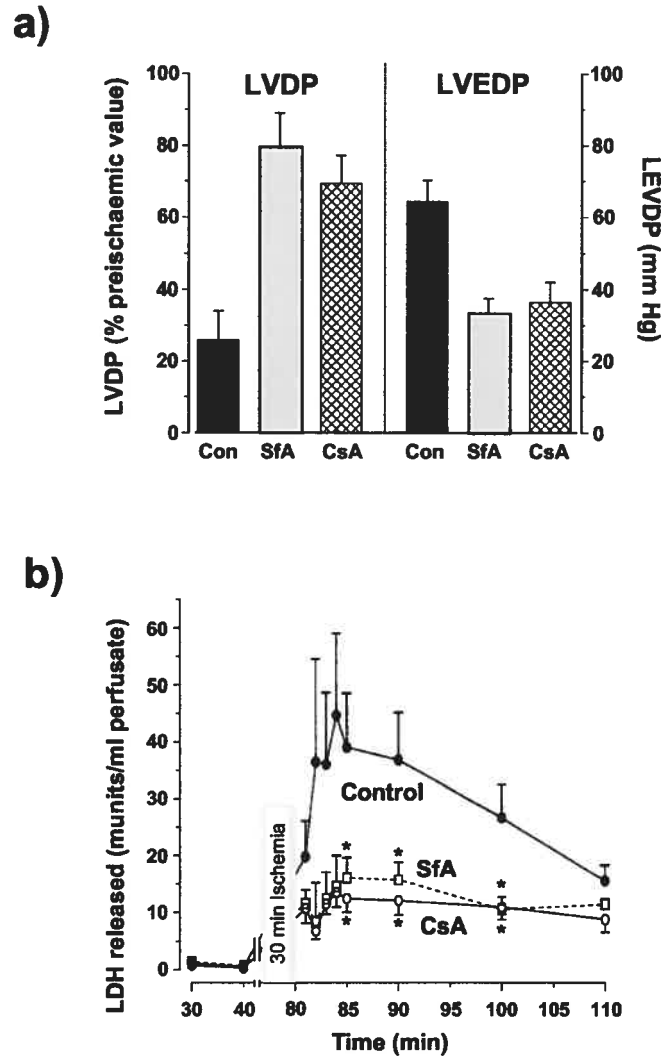 a)
LVDP LVEDP
LVDP (% preischaemic value)
100
80
60
40
20
0
100
80
60
40
20
0
LEVDP (mm Hg)
Con SfA CsA Con SfA CsA
b)
LDH released (munits/ml perfusate)
60
50
40
30
20
10
0
Control
30 min Ischemia
* *
SfA
*
CsA
* * *
30 40 80 85 90 95 100 105 110
Time (min)